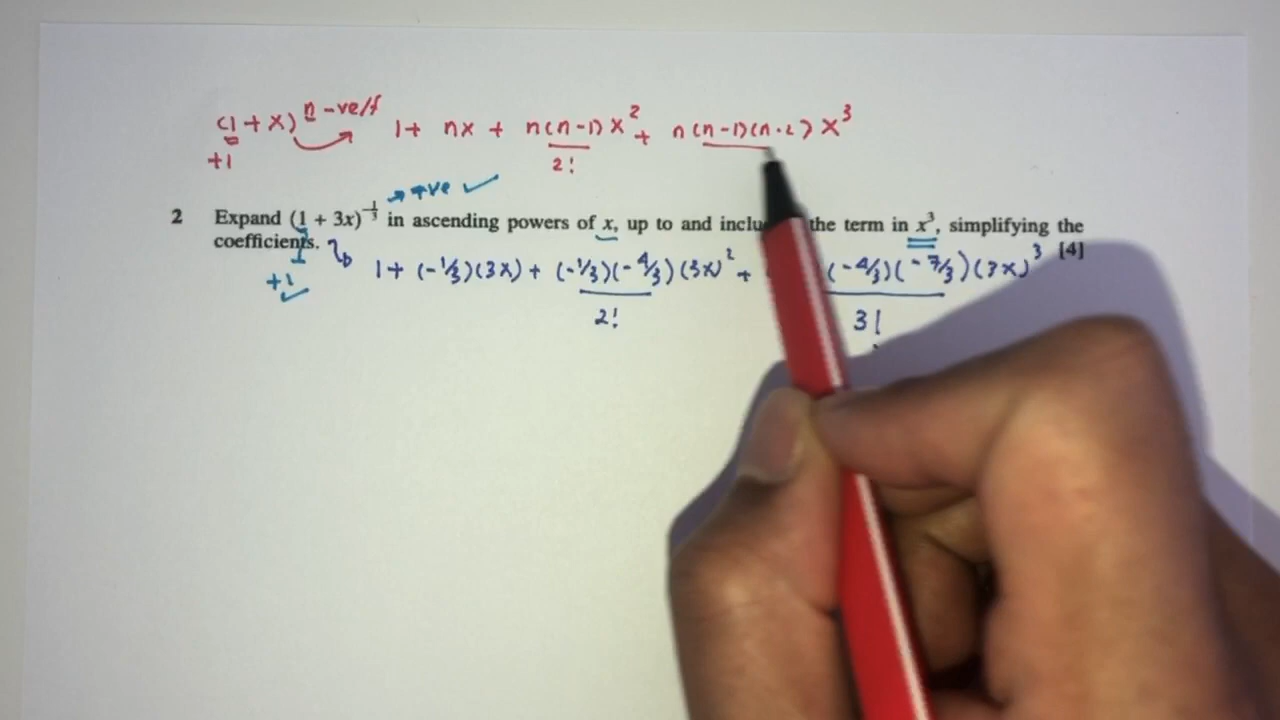 (1+x)^n -ve/f 1+ nx + n(n-1)x^2/2! + n(n-1)(n-2)x^3
+1
→ +ve ✓
2 Expand (1 + 3x)^{-1/3} in ascending powers of x, up to and inclu the term in x^3, simplifying the
coefficients. [4]
1+ (-1/3)(3x) + (-1/3)(-4/3)(3x)^2/2! + (-4/3)(-7/3)(3x)^3/3!
+1 ✓